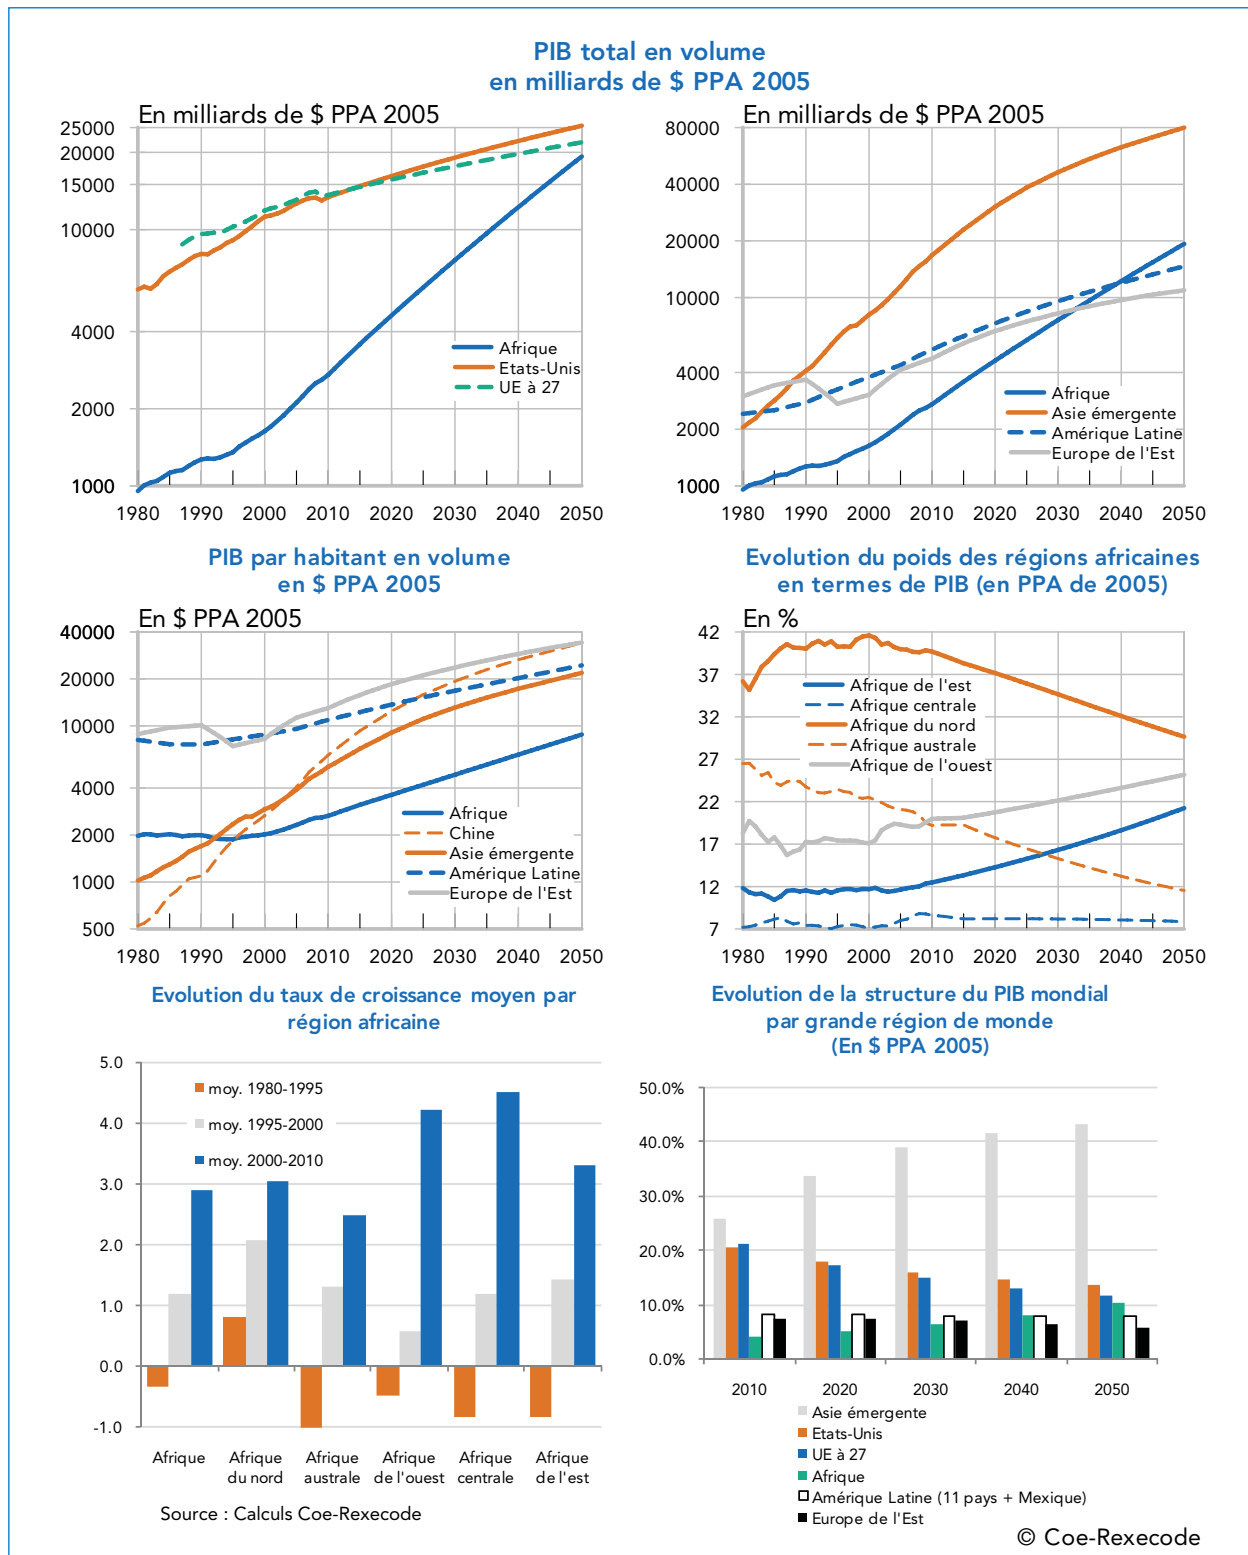 PIB total en volume
en milliards de $ PPA 2005
En milliards de $ PPA 2005
25000
20000
15000
10000
4000
2000
1000
1980 1990 2000 2010 2020 2030 2040 2050
Afrique
Etats-Unis
UE à 27
En milliards de $ PPA 2005
80000
40000
20000
10000
4000
2000
1000
1980 1990 2000 2010 2020 2030 2040 2050
Afrique
Asie émergente
Amérique Latine
Europe de l'Est
PIB par habitant en volume
en $ PPA 2005
En $ PPA 2005
40000
20000
10000
4000
2000
1000
500
1980 1990 2000 2010 2020 2030 2040 2050
Afrique
Chine
Asie émergente
Amérique Latine
Europe de l'Est
Evolution du poids des régions africaines
en termes de PIB (en PPA de 2005)
En %
42
37
32
27
22
17
12
7
1980 1990 2000 2010 2020 2030 2040 2050
Afrique de l'est
Afrique centrale
Afrique du nord
Afrique australe
Afrique de l'ouest
Evolution du taux de croissance moyen par
région africaine
5.0
4.0
3.0
2.0
1.0
0.0
-1.0
moy. 1980-1995
moy. 1995-2000
moy. 2000-2010
Afrique Afrique Afrique Afrique Afrique Afrique
du nord australe de l'ouest centrale de l'est
Source : Calculs Coe-Rexecode
Evolution de la structure du PIB mondial
par grande région de monde
(En $ PPA 2005)
50.0%
40.0%
30.0%
20.0%
10.0%
0.0%
2010 2020 2030 2040 2050
Asie émergente
Etats-Unis
UE à 27
Afrique
Amérique Latine (11 pays + Mexique)
Europe de l'Est
© Coe-Rexecode